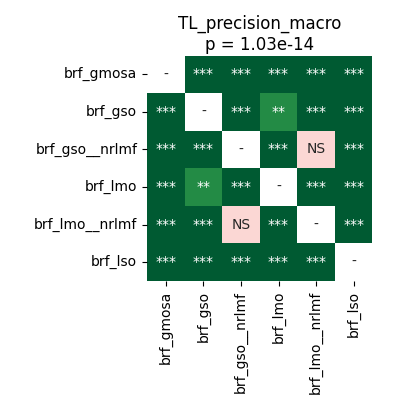 TL_precision_macro
p = 1.03e-14
brf_gmosa - *** *** *** *** ***
brf_gso *** - *** ** *** ***
brf_gso__nrlmf *** *** - *** NS ***
brf_lmo *** ** *** - *** ***
brf_lmo__nrlmf *** *** NS *** - ***
brf_lso *** *** *** *** *** -
brf_gmosa
brf_gso
brf_gso__nrlmf
brf_lmo
brf_lmo__nrlmf
brf_lso